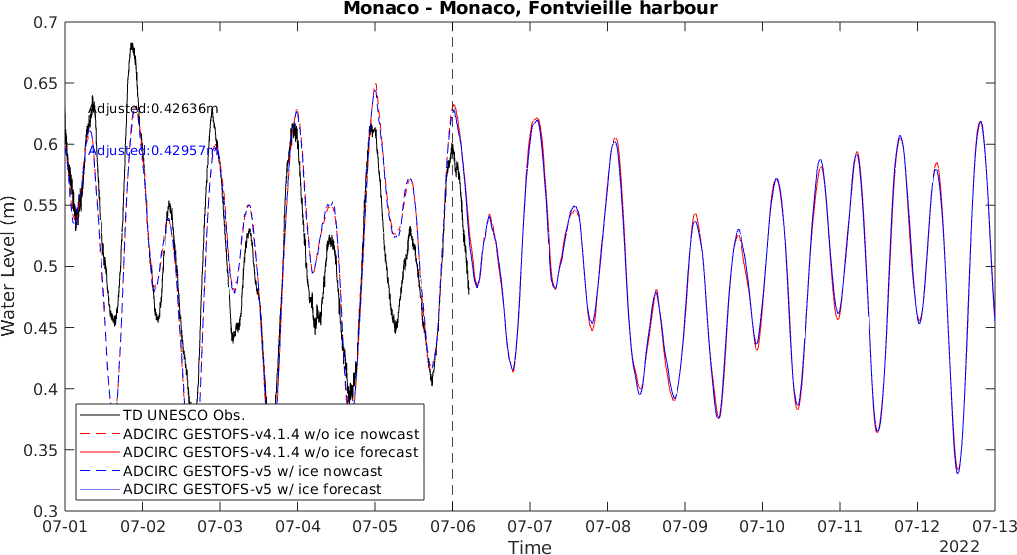 Monaco - Monaco, Fontvieille harbour
0.7
0.65
0.6
0.55
0.5
0.45
0.4
0.35
0.3
Water Level (m)
Adjusted:0.42636m
Adjusted:0.42957m
TD UNESCO Obs.
ADCIRC GESTOFS-v4.1.4 w/o ice nowcast
ADCIRC GESTOFS-v4.1.4 w/o ice forecast
ADCIRC GESTOFS-v5 w/ ice nowcast
ADCIRC GESTOFS-v5 w/ ice forecast
07-01 07-02 07-03 07-04 07-05 07-06 07-07 07-08 07-09 07-10 07-11 07-12 07-13
Time
2022